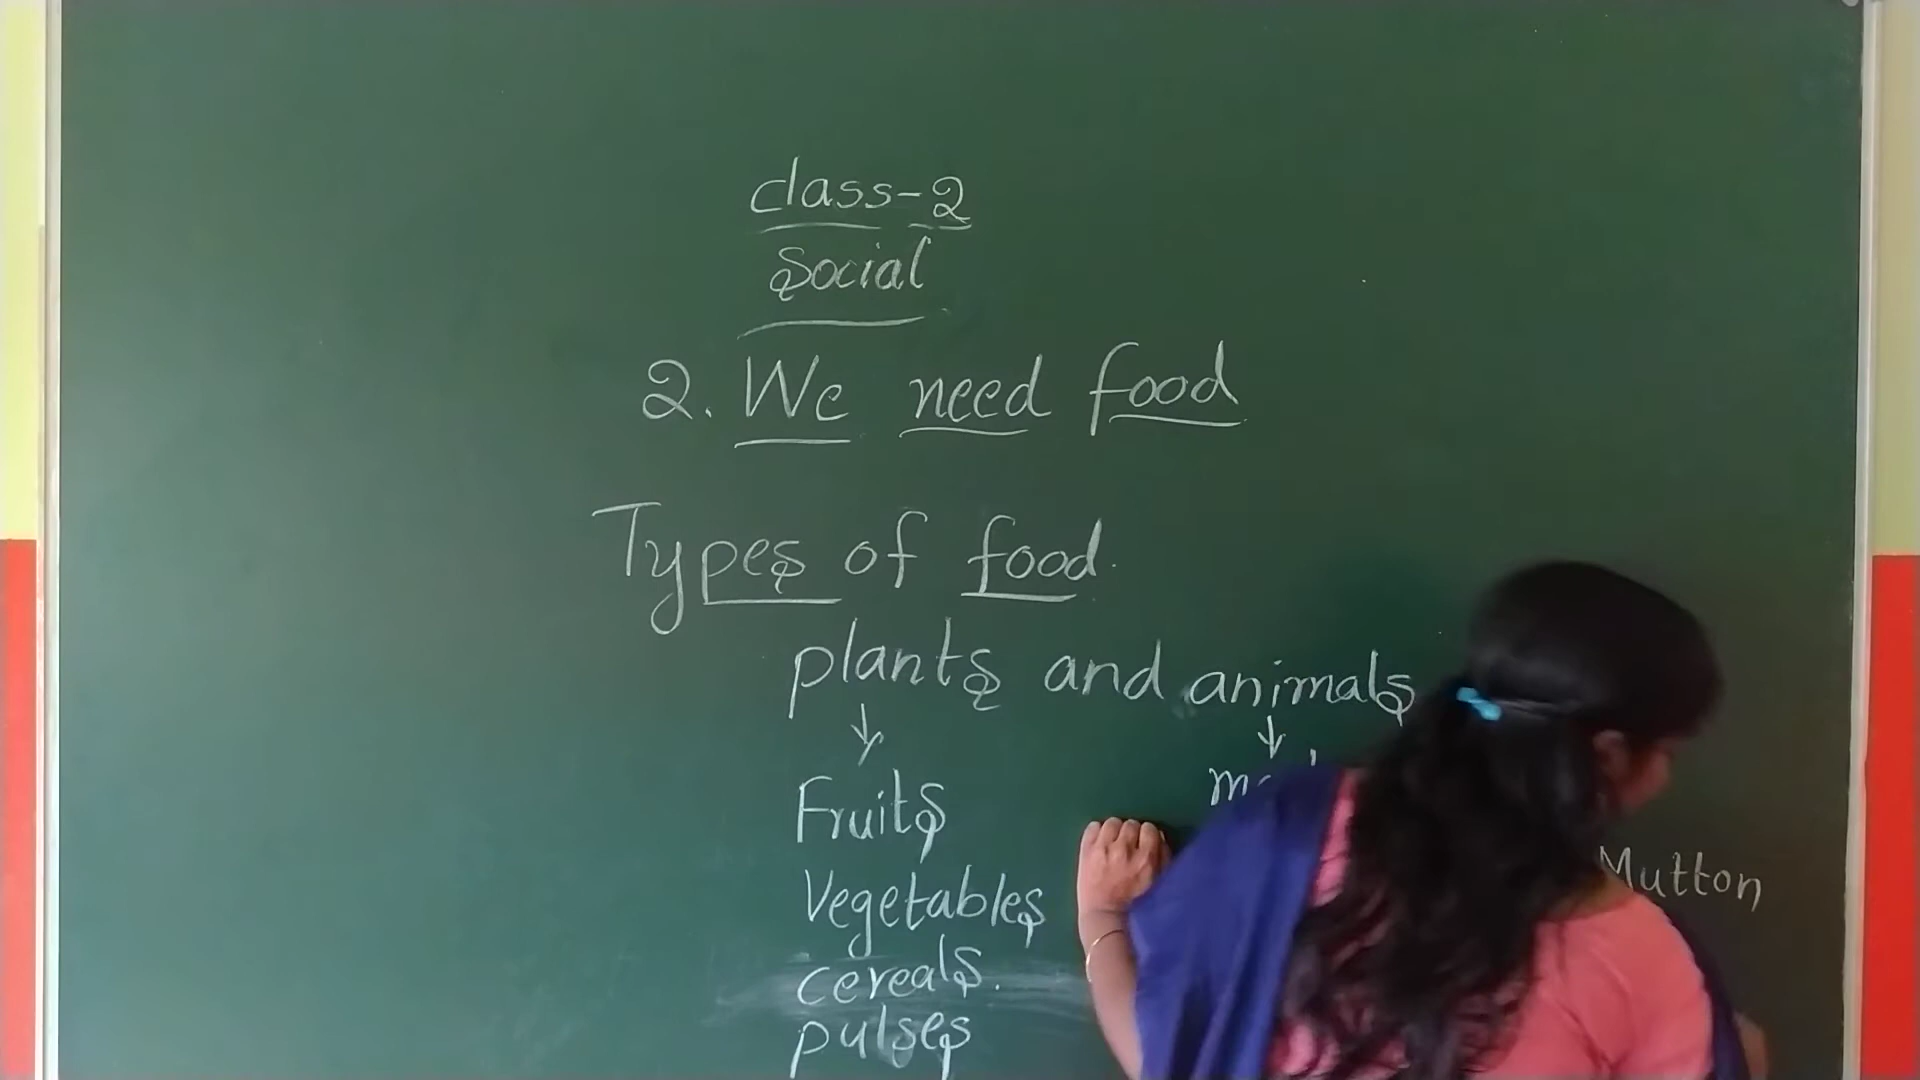 class-2
Social
2. We need food
Types of food.
plants and animals
Fruits
Vegetables
Mutton
cereals.
pulses